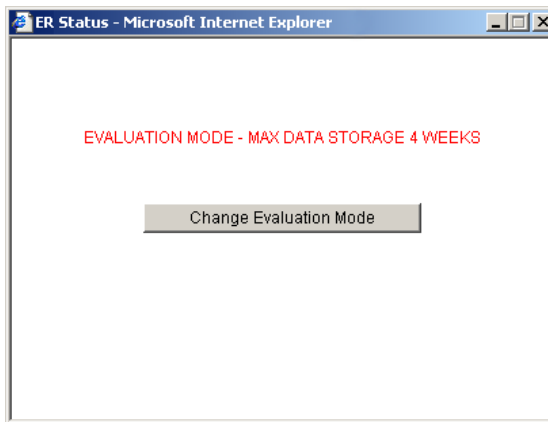 ER Status - Microsoft Internet Explorer
EVALUATION MODE - MAX DATA STORAGE 4 WEEKS
Change Evaluation Mode